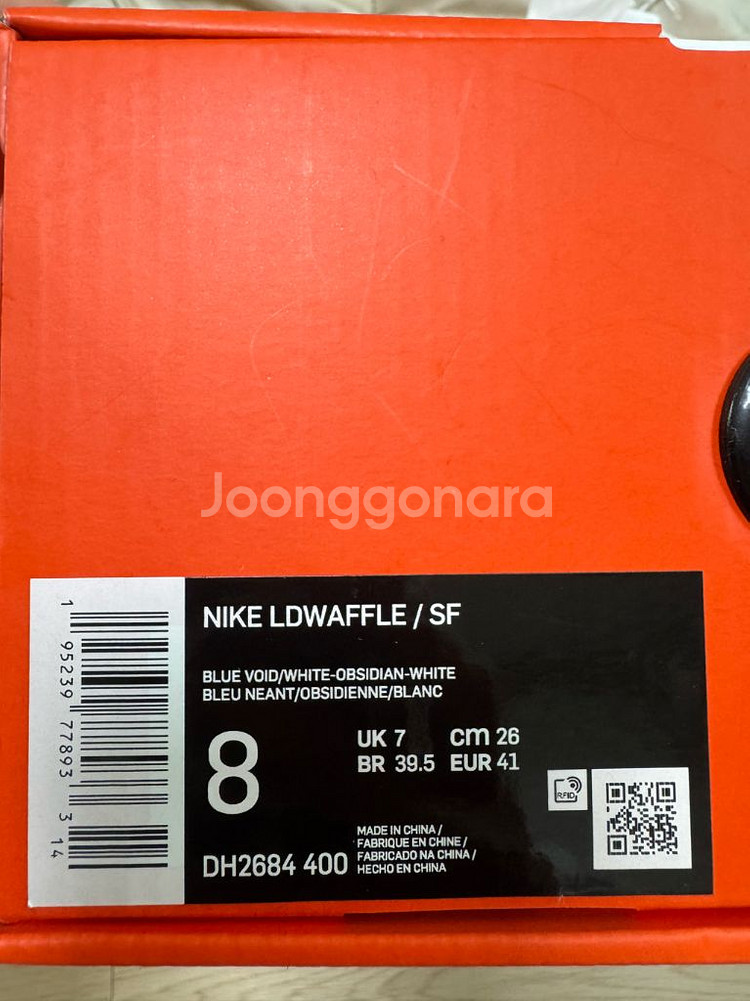 Joonggonara
NIKE LDWAFFLE / SF
BLUE VOID/WHITE-OBSIDIAN-WHITE
BLEU NEANT/OBSIDIENNE/BLANC
8
UK 7 cm 26
BR 39.5 EUR 41
RFID
MADE IN CHINA /
FABRIQUE EN CHINE /
FABRICADO NA CHINA /
HECHO EN CHINA
DH2684 400
1 95239 77893 3 14